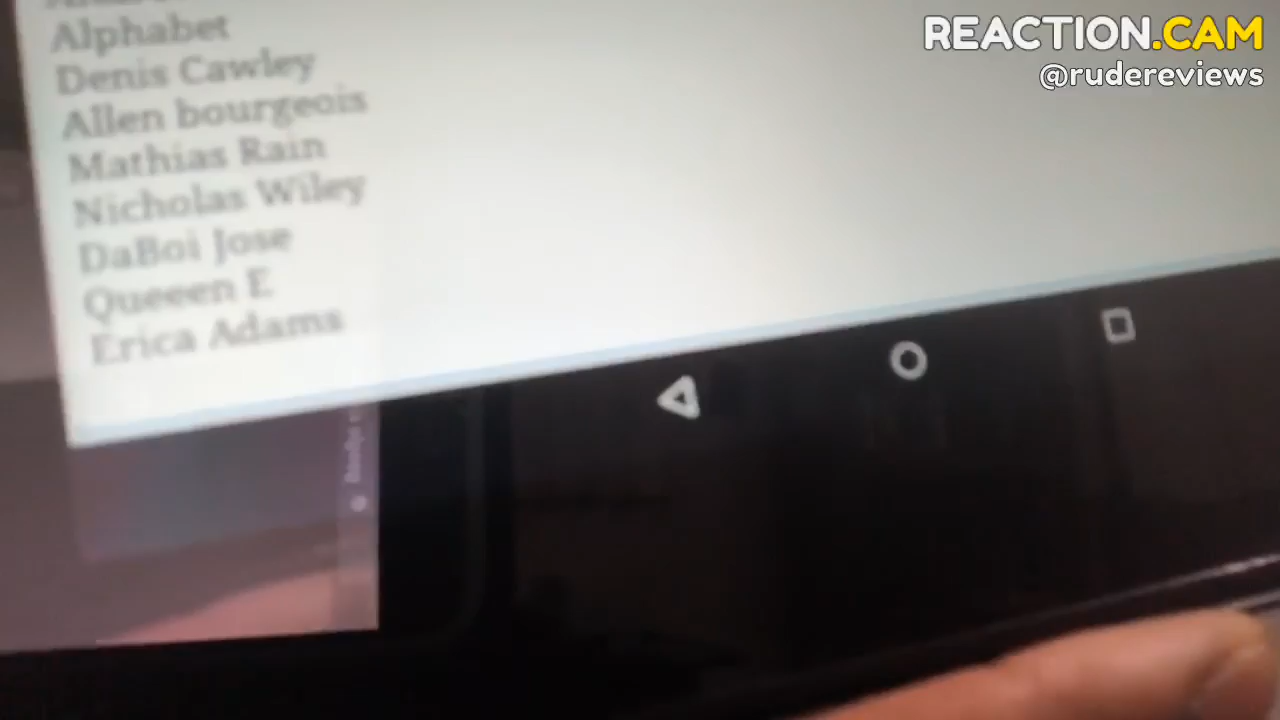 REACTION.CAM
@rudereviews
Alphabet
Denis Cawley
Allen bourgeois
Mathias Rain
Nicholas Wiley
DaBoi Jose
Queeen E
Erica Adams